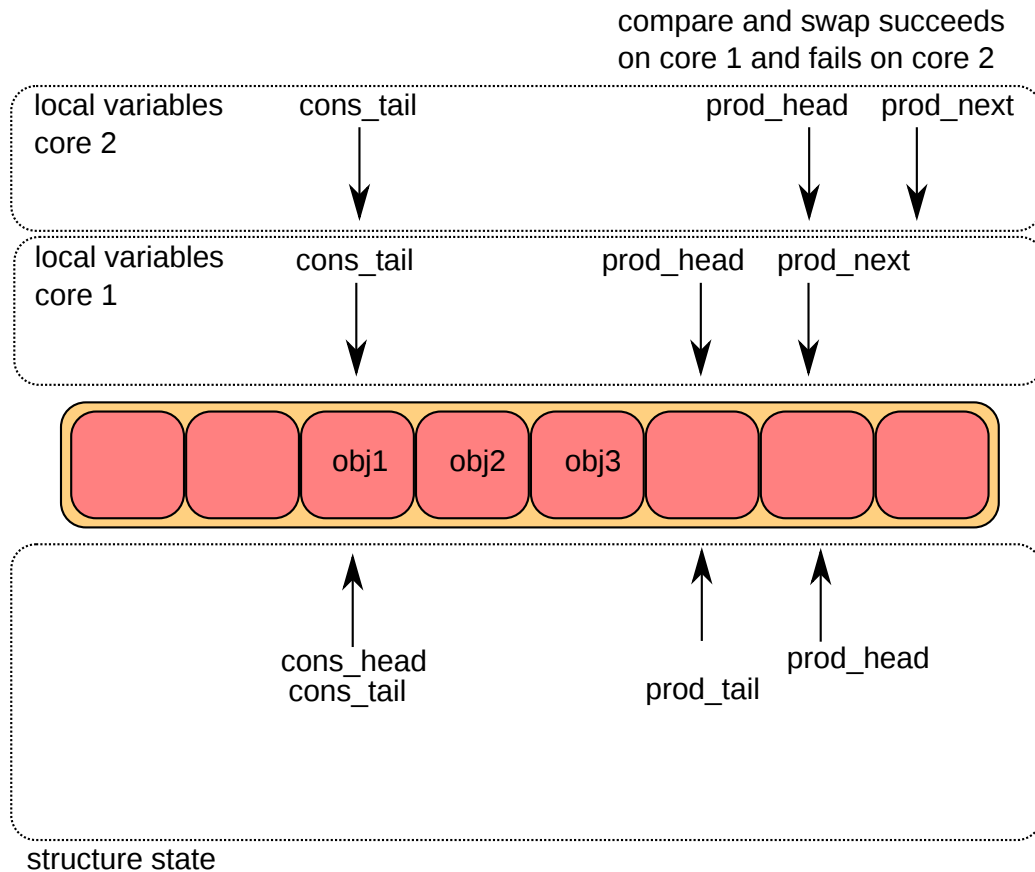 compare and swap succeeds
on core 1 and fails on core 2
local variables
core 2
cons_tail
prod_head
prod_next
local variables
core 1
cons_tail
prod_head
prod_next
obj1
obj2
obj3
cons_head
cons_tail
prod_tail
prod_head
structure state